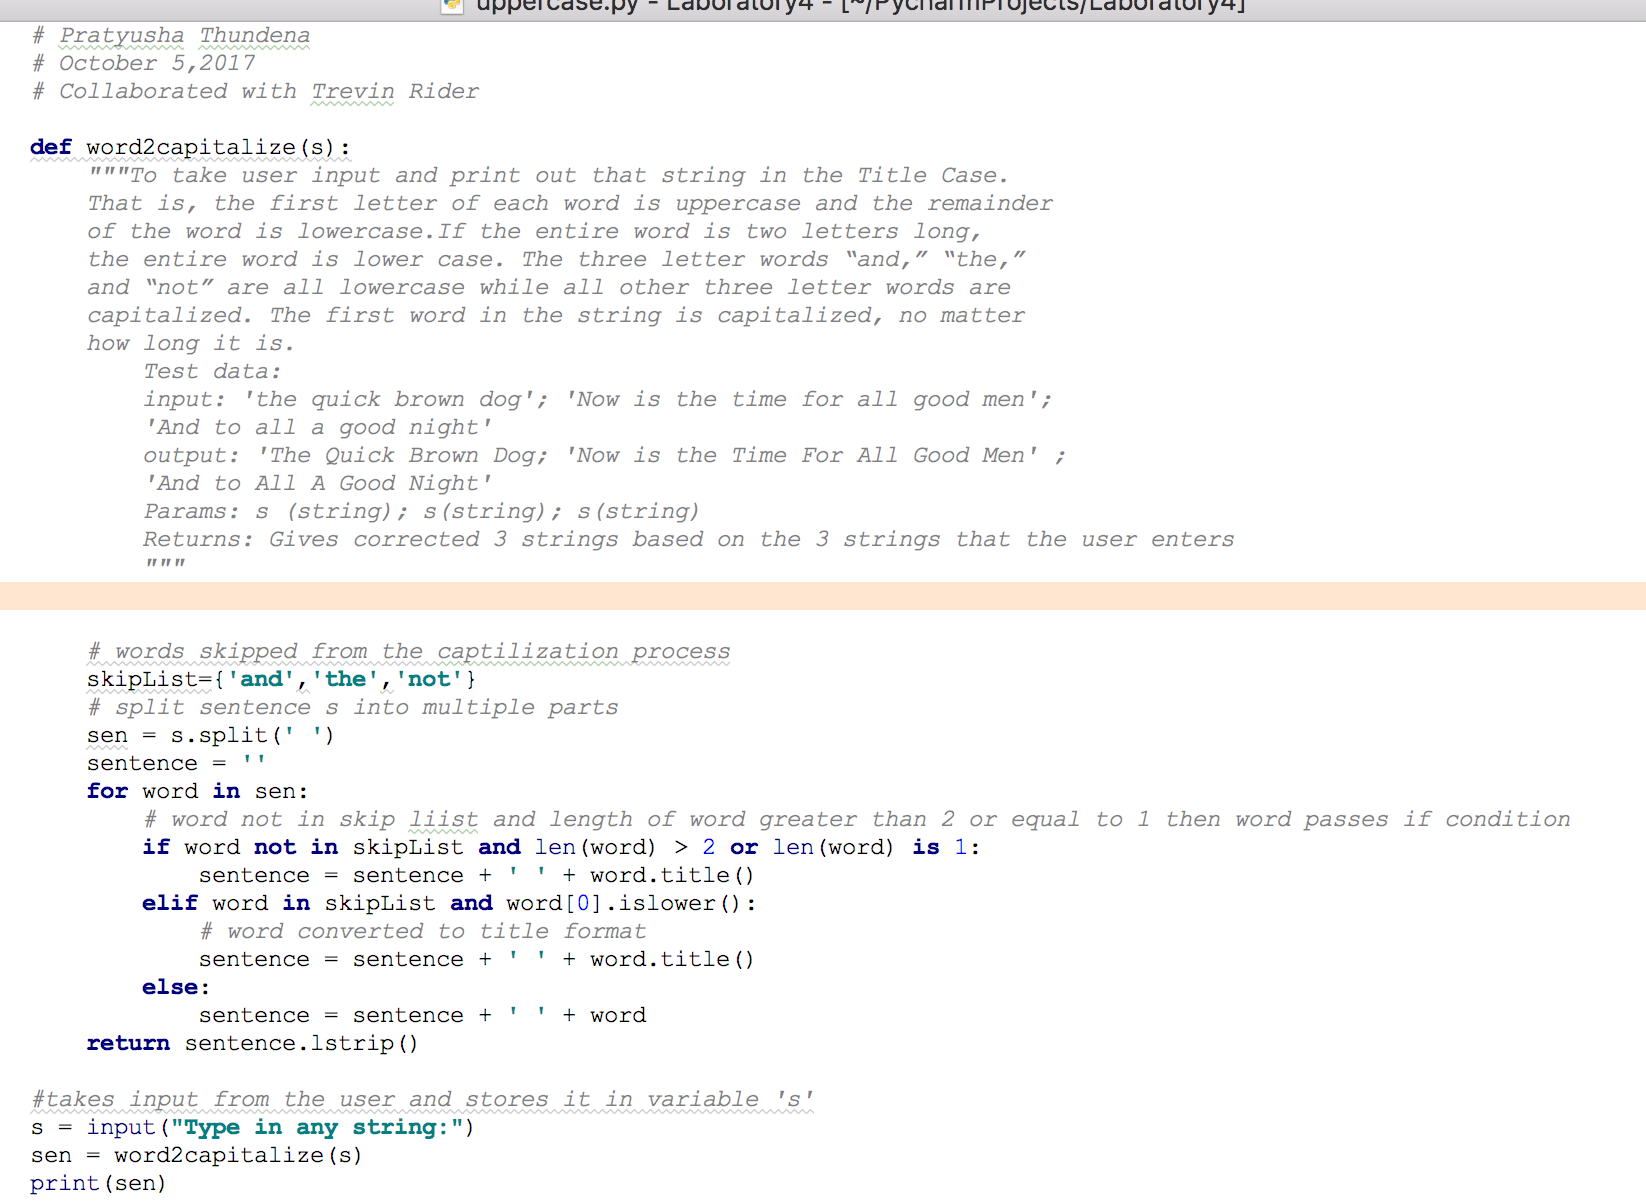 uppercase.py - Laboratory4 - [~/PycharmProjects/Laboratory4]
# Pratyusha Thundena
# October 5,2017
# Collaborated with Trevin Rider
def word2capitalize(s):
"""To take user input and print out that string in the Title Case.
That is, the first letter of each word is uppercase and the remainder
of the word is lowercase.If the entire word is two letters long,
the entire word is lower case. The three letter words “and,” “the,”
and “not” are all lowercase while all other three letter words are
capitalized. The first word in the string is capitalized, no matter
how long it is.
Test data:
input: 'the quick brown dog'; 'Now is the time for all good men';
'And to all a good night'
output: 'The Quick Brown Dog; 'Now is the Time For All Good Men' ;
'And to All A Good Night'
Params: s (string); s(string); s(string)
Returns: Gives corrected 3 strings based on the 3 strings that the user enters
"""
# words skipped from the captilization process
skipList={'and','the','not'}
# split sentence s into multiple parts
sen = s.split(' ')
sentence = ''
for word in sen:
# word not in skip liist and length of word greater than 2 or equal to 1 then word passes if condition
if word not in skipList and len(word) > 2 or len(word) is 1:
sentence = sentence + ' ' + word.title()
elif word in skipList and word[0].islower():
# word converted to title format
sentence = sentence + ' ' + word.title()
else:
sentence = sentence + ' ' + word
return sentence.lstrip()
#takes input from the user and stores it in variable 's'
s = input("Type in any string:")
sen = word2capitalize(s)
print(sen)